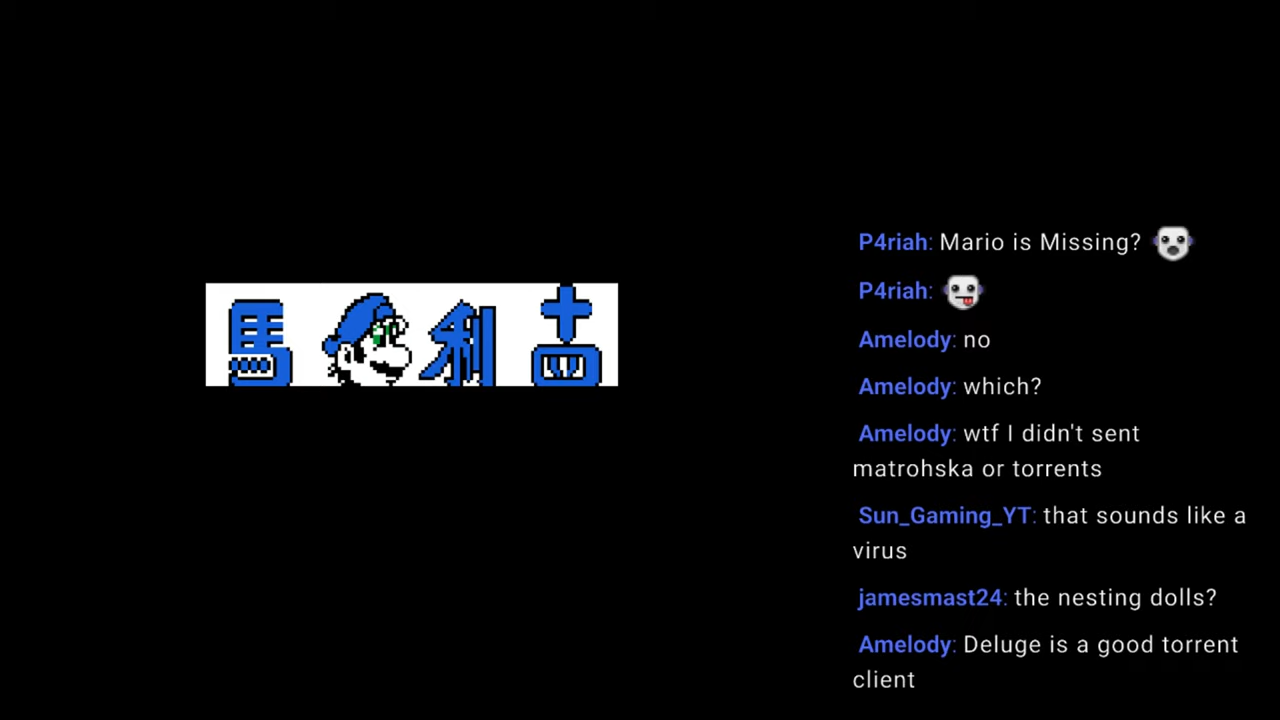 馬利
P4riah: Mario is Missing?
P4riah:
Amelody: no
Amelody: which?
Amelody: wtf I didn't sent
matrohska or torrents
Sun_Gaming_YT: that sounds like a
virus
jamesmast24: the nesting dolls?
Amelody: Deluge is a good torrent
client